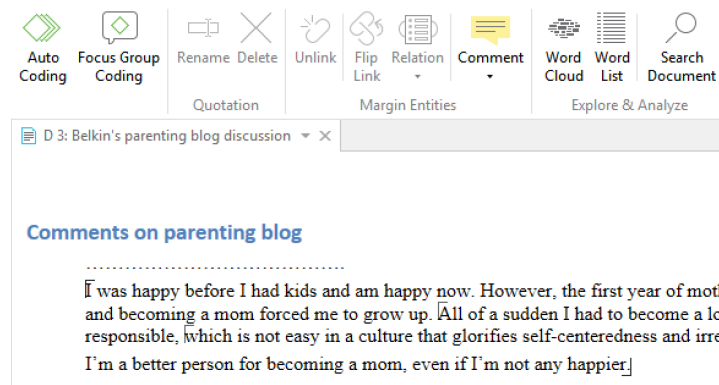 Auto Coding
Focus Group Coding
Rename
Delete
Unlink
Flip Link
Relation
Comment
Word Cloud
Word List
Search Document
Quotation
Margin Entities
Explore & Analyze
D 3: Belkin's parenting blog discussion
Comments on parenting blog
.......................................
I was happy before I had kids and am happy now. However, the first year of
and becoming a mom forced me to grow up. All of a sudden I had to become a
responsible, which is not easy in a culture that glorifies self-centeredness and
I'm a better person for becoming a mom, even if I'm not any happier.